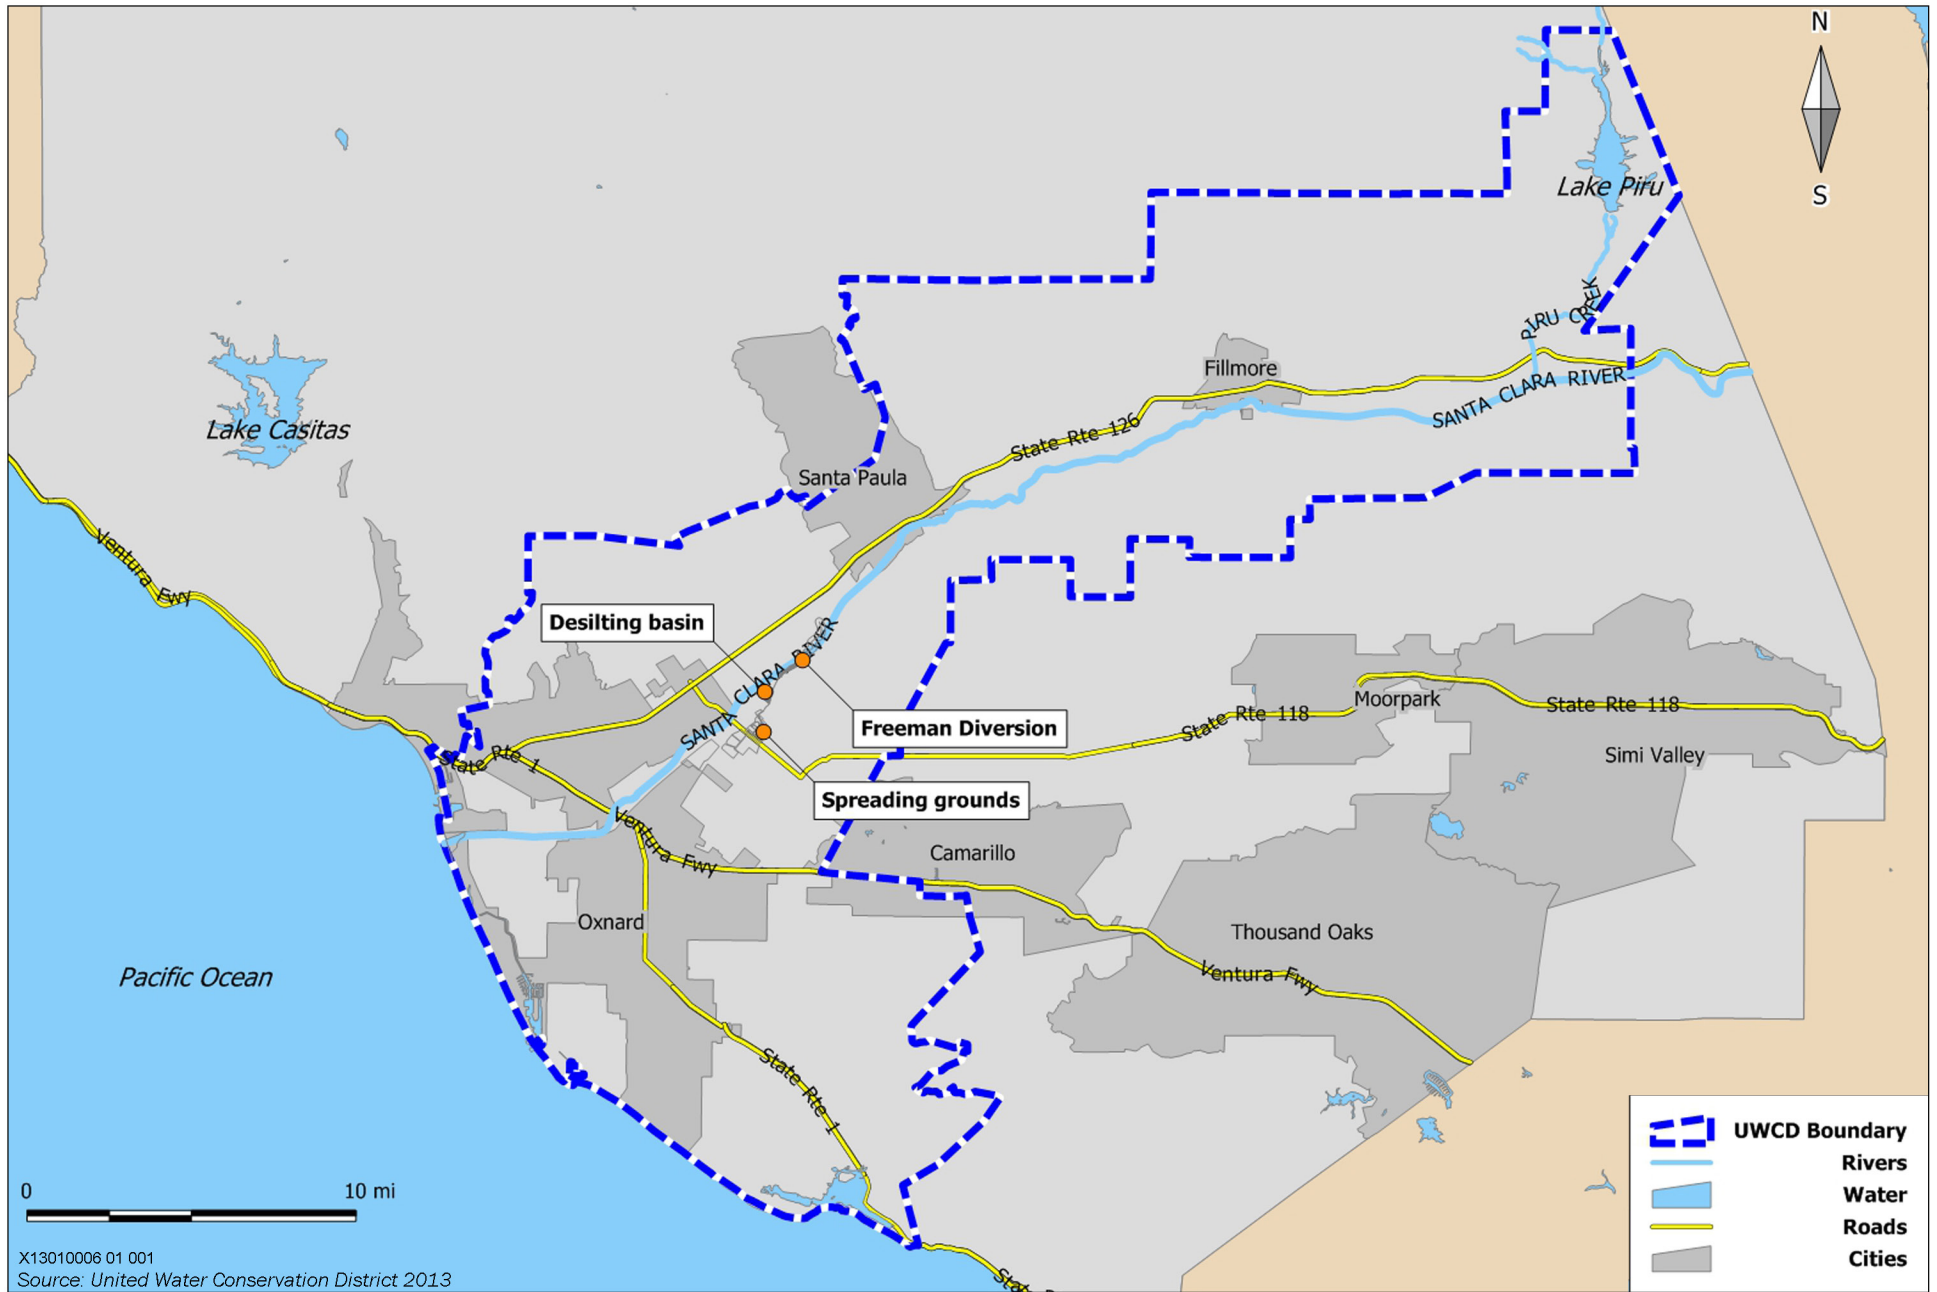 N
S
Lake Piru
PIRU CREEK
Fillmore
SANTA CLARA RIVER
State Rte 126
Lake Casitas
Santa Paula
Ventura Fwy
Desilting basin
SANTA CLARA RIVER
Freeman Diversion
State Rte 118
Moorpark
State Rte 118
Simi Valley
State Rte 1
Spreading grounds
Ventura Fwy
Camarillo
Oxnard
Thousand Oaks
Ventura Fwy
Pacific Ocean
State Rte 1
0 10 mi
UWCD Boundary
Rivers
Water
Roads
Cities
X13010006 01 001
Source: United Water Conservation District 2013